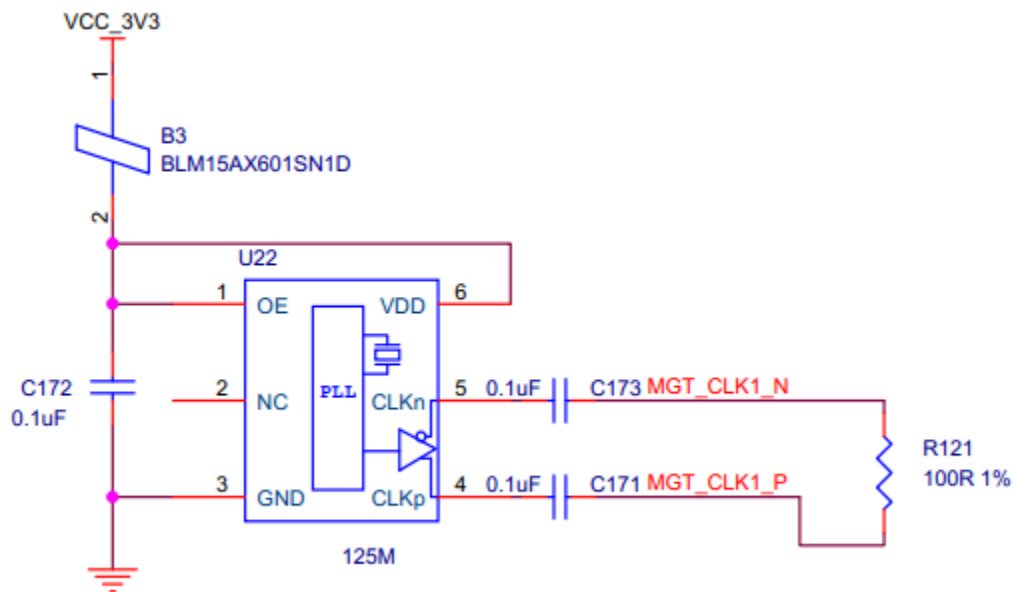 VCC_3V3
1
B3
BLM15AX601SN1D
2
U22
1
OE
VDD
6
C172
0.1uF
2
NC
PLL
CLKn
5
0.1uF
C173
MGT_CLK1_N
R121
100R 1%
3
GND
CLKp
4
0.1uF
C171
MGT_CLK1_P
125M